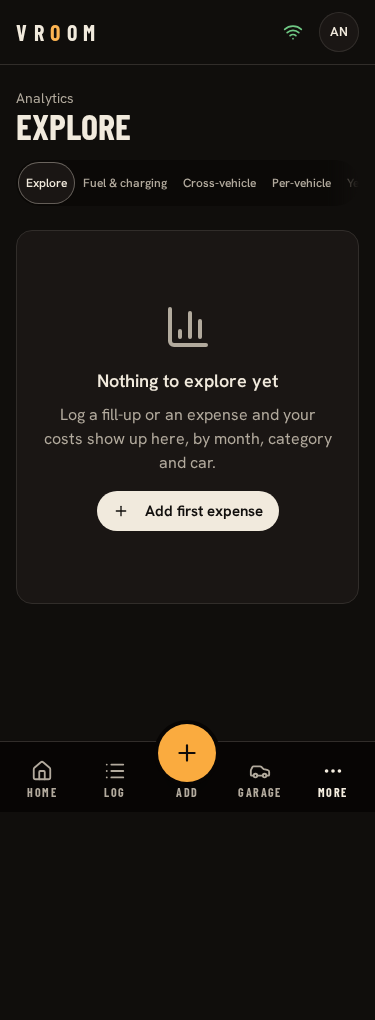 VROOM
AN
Analytics
EXPLORE
Explore
Fuel & charging
Cross-vehicle
Per-vehicle
Nothing to explore yet
Log a fill-up or an expense and your
costs show up here, by month, category
and car.
Add first expense
HOME
LOG
ADD
GARAGE
MORE